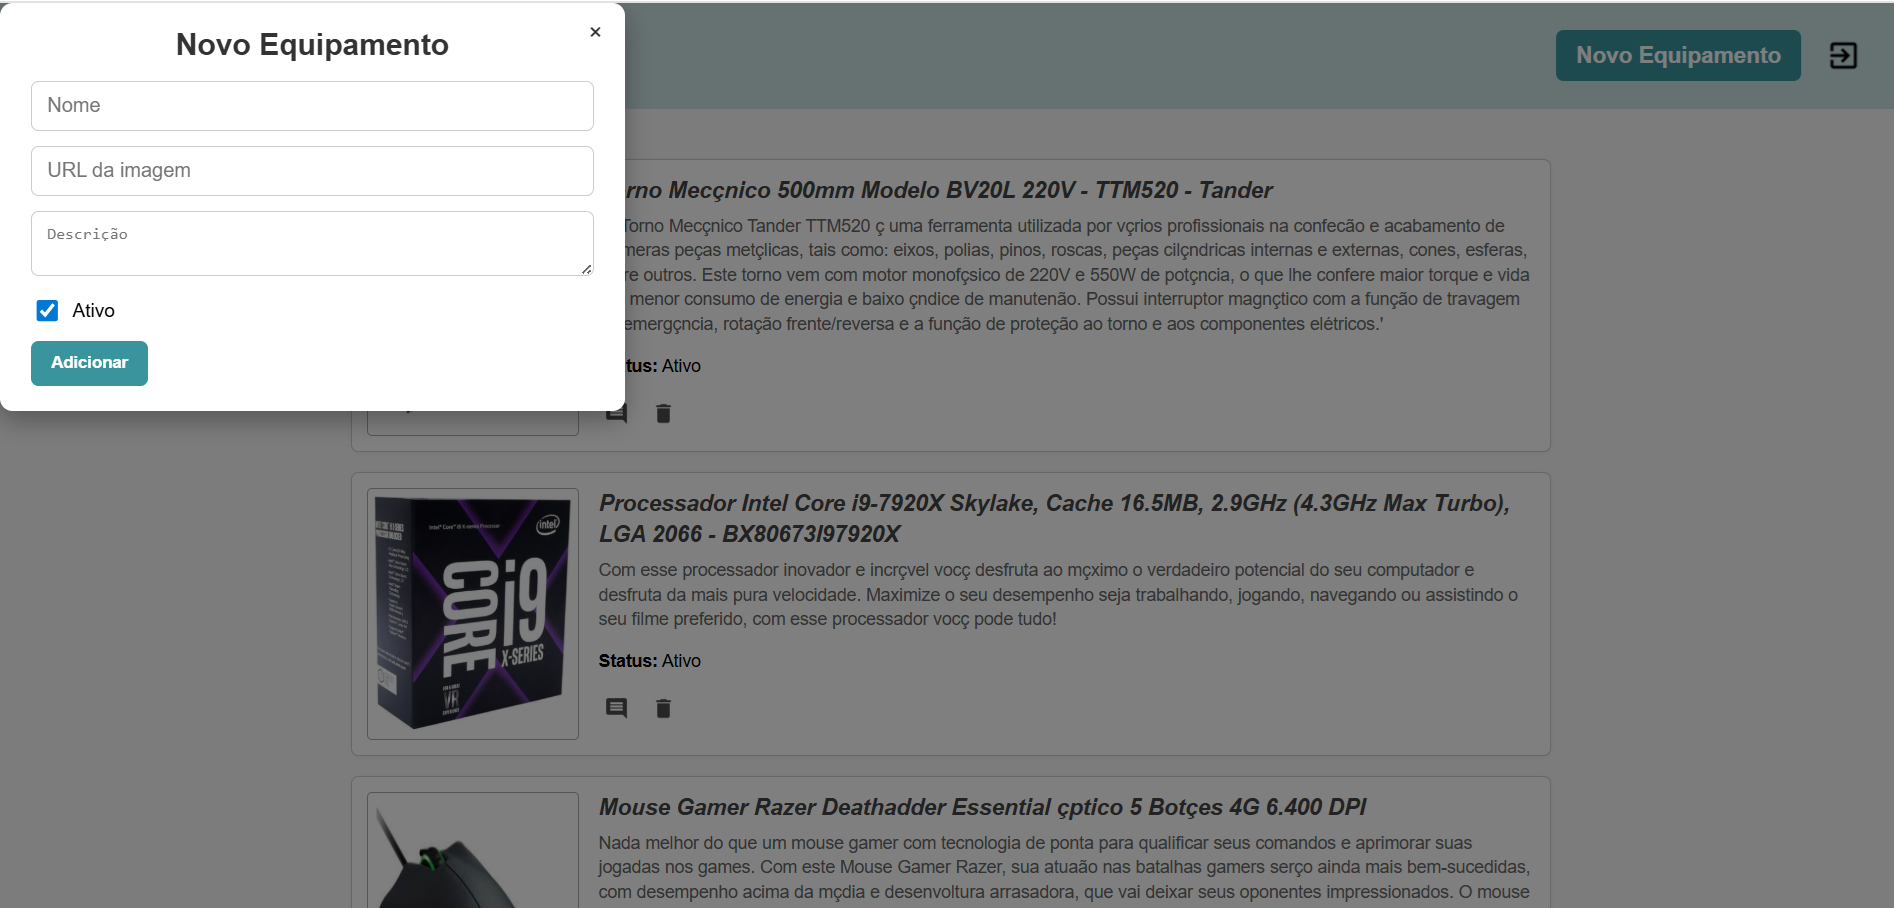 Novo Equipamento
×
Nome
URL da imagem
Descrição
Ativo
Adicionar
Novo Equipamento
rno Mecçnico 500mm Modelo BV20L 220V - TTM520 - Tander
Torno Mecçnico Tander TTM520 ç uma ferramenta utilizada por vçrios profissionais na confecão e acabamento de
meras peças metçlicas, tais como: eixos, polias, pinos, roscas, peças cilçndricas internas e externas, cones, esferas,
re outros. Este torno vem com motor monofçsico de 220V e 550W de potçncia, o que lhe confere maior torque e vida
menor consumo de energia e baixo çndice de manutenão. Possui interruptor magnçtico com a função de travagem
emergçncia, rotação frente/reversa e a função de proteção ao torno e aos componentes elétricos.'
tus: Ativo
intel
CORE i9
X-SERIES
VR
Processador Intel Core i9-7920X Skylake, Cache 16.5MB, 2.9GHz (4.3GHz Max Turbo),
LGA 2066 - BX80673I97920X
Com esse processador inovador e incrçvel vocç desfruta ao mçximo o verdadeiro potencial do seu computador e
desfruta da mais pura velocidade. Maximize o seu desempenho seja trabalhando, jogando, navegando ou assistindo o
seu filme preferido, com esse processador vocç pode tudo!
Status: Ativo
Mouse Gamer Razer Deathadder Essential çptico 5 Botçes 4G 6.400 DPI
Nada melhor do que um mouse gamer com tecnologia de ponta para qualificar seus comandos e aprimorar suas
jogadas nos games. Com este Mouse Gamer Razer, sua atuaão nas batalhas gamers serço ainda mais bem-sucedidas,
com desempenho acima da mçdia e desenvoltura arrasadora, que vai deixar seus oponentes impressionados. O mouse